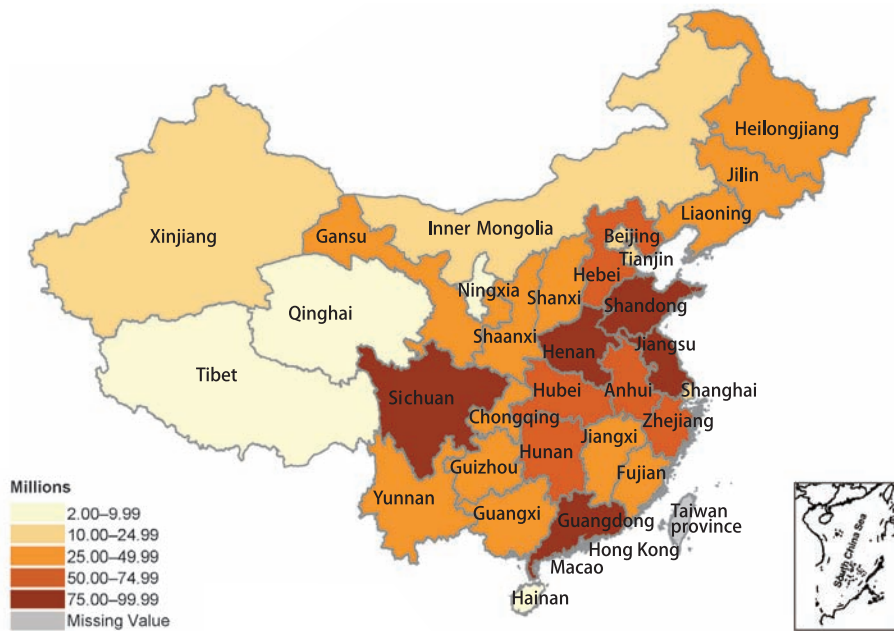 Heilongjiang
Jilin
Liaoning
Inner Mongolia
Xinjiang
Gansu
Beijing
Tianjin
Hebei
Ningxia
Shanxi
Shandong
Qinghai
Shaanxi
Henan
Jiangsu
Tibet
Sichuan
Hubei
Anhui
Shanghai
Chongqing
Zhejiang
Hunan
Jiangxi
Guizhou
Fujian
Yunnan
Guangxi
Guangdong
Taiwan
province
Hong Kong
Macao
Hainan
Millions
2.00–9.99
10.00–24.99
25.00–49.99
50.00–74.99
75.00–99.99
Missing Value
South China Sea